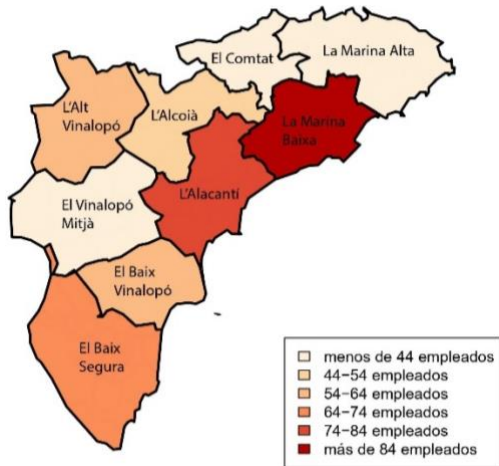 El Comtat
La Marina Alta
L'Alt
Vinalopó
L'Alcoià
La Marina
Baixa
L'Alacantí
El Vinalopó
Mitjà
El Baix
Vinalopó
El Baix
Segura
menos de 44 empleados
44–54 empleados
54–64 empleados
64–74 empleados
74–84 empleados
más de 84 empleados